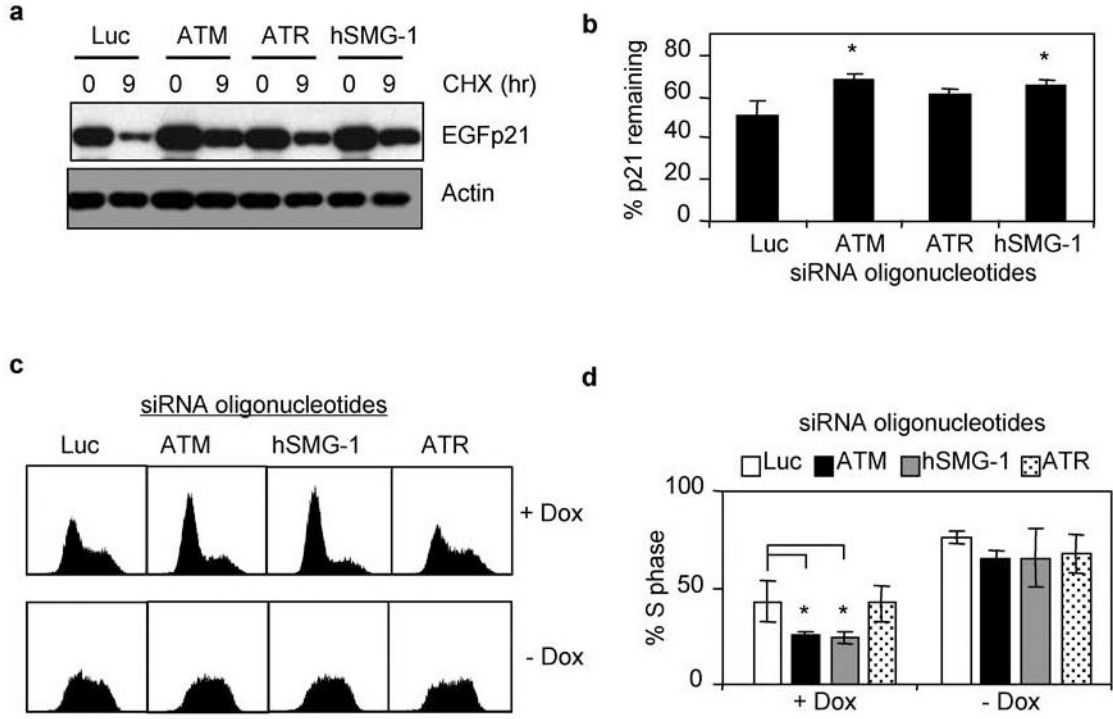 a
Luc ATM ATR hSMG-1
0 9 0 9 0 9 0 9 CHX (hr)
EGFp21
Actin
b
80
60
40
20
0
% p21 remaining
* *
Luc ATM ATR hSMG-1
siRNA oligonucleotides
c
siRNA oligonucleotides
Luc ATM hSMG-1 ATR
+ Dox
- Dox
d
siRNA oligonucleotides
Luc ATM hSMG-1 ATR
100
50
0
% S phase
* *
+ Dox - Dox